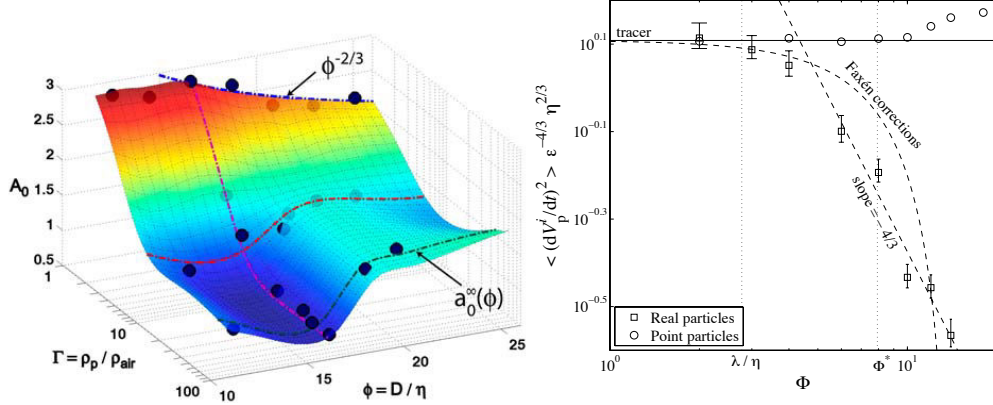 3
2.5
2
1.5
1
0.5
A₀
ϕ^-2/3
a₀^∞(ϕ)
1
10
100
Γ = ρp / ρair
10
15
20
25
ϕ = D / η
< (dV_p^i/dt)² > ε^-4/3 η^2/3
10^0.1
10^-0.1
10^-0.3
10^-0.5
tracer
Faxén corrections
slope = -4/3
Real particles
Point particles
10^0
λ / η
Φ*
10^1
Φ